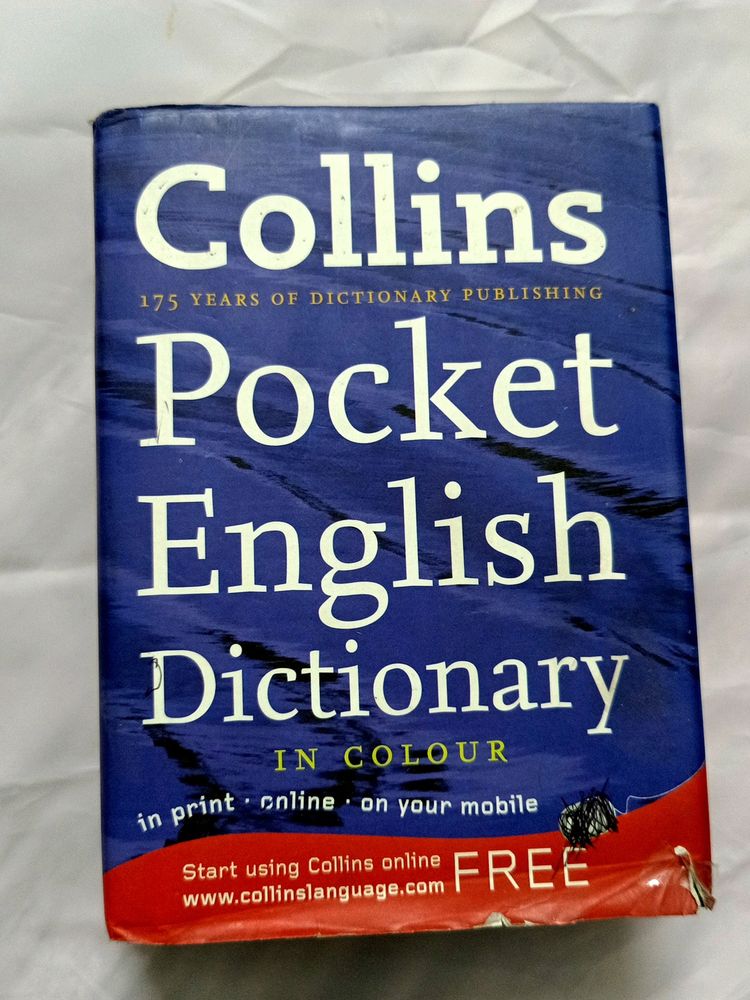 Collins
175 YEARS OF DICTIONARY PUBLISHING
Pocket
English
Dictionary
IN COLOUR
in print · online · on your mobile
Start using Collins online FREE
www.collinslanguage.com